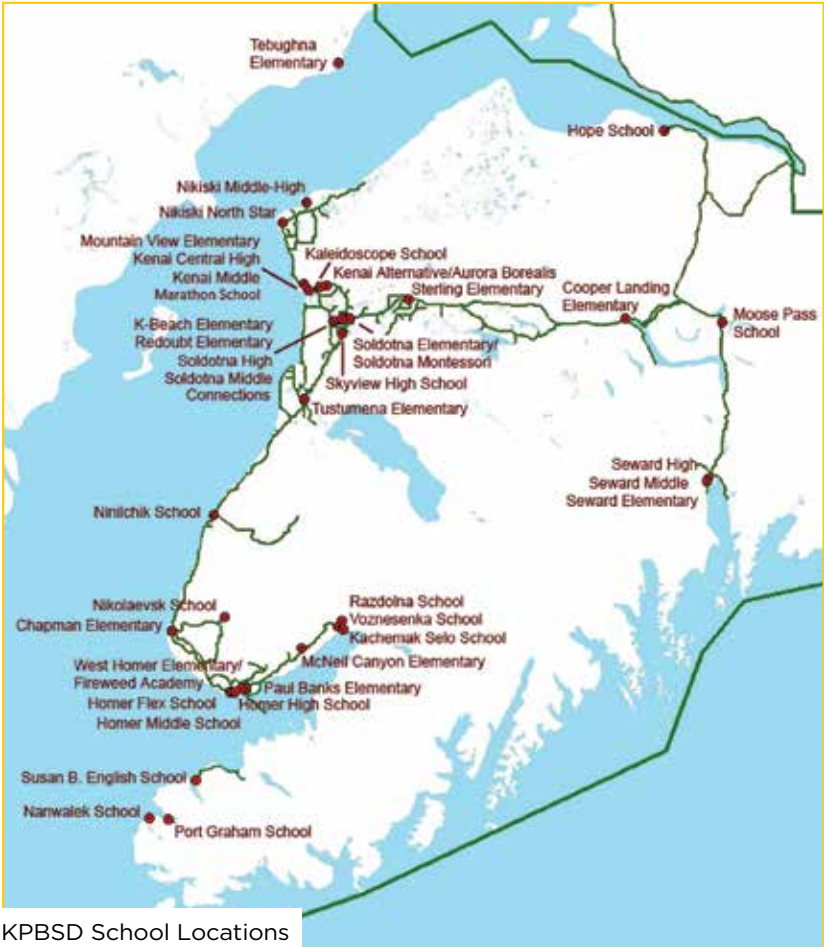 Tebughna
Elementary
Hope School
Nikiski Middle-High
Nikiski North Star
Mountain View Elementary
Kenai Central High
Kenai Middle
Marathon School
Kaleidoscope School
Kenai Alternative/Aurora Borealis
Sterling Elementary
Cooper Landing
Elementary
Moose Pass
School
K-Beach Elementary
Redoubt Elementary
Soldotna High
Soldotna Middle
Connections
Soldotna Elementary/
Soldotna Montessori
Skyview High School
Tustumena Elementary
Seward High
Seward Middle
Seward Elementary
Ninilchik School
Nikolaevsk School
Chapman Elementary
Razdolna School
Voznesenka School
Kachemak Selo School
McNeil Canyon Elementary
West Homer Elementary/
Fireweed Academy
Homer Flex School
Homer Middle School
Paul Banks Elementary
Homer High School
Susan B. English School
Nanwalek School
Port Graham School
KPBSD School Locations